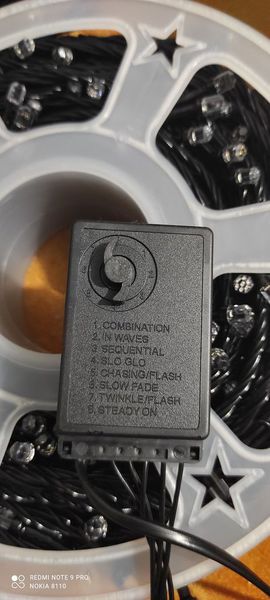 1. COMBINATION
2. IN WAVES
3. SEQUENTIAL
4. SLO GLO
5. CHASING/FLASH
6. SLOW FADE
7. TWINKLE/FLASH
8. STEADY ON
REDMI NOTE 9 PRO
NOKIA 8110